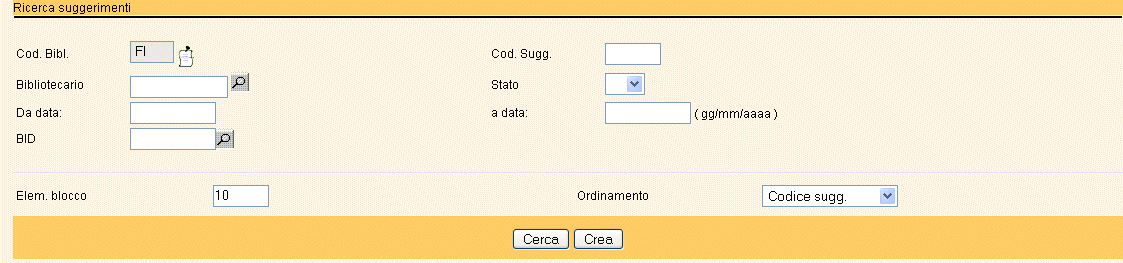 Ricerca suggerimenti
Cod. Bibl. FI Cod. Sugg.
Bibliotecario Stato
Da data: a data: ( gg/mm/aaaa )
BID
Elem. blocco 10 Ordinamento Codice sugg.
Cerca Crea